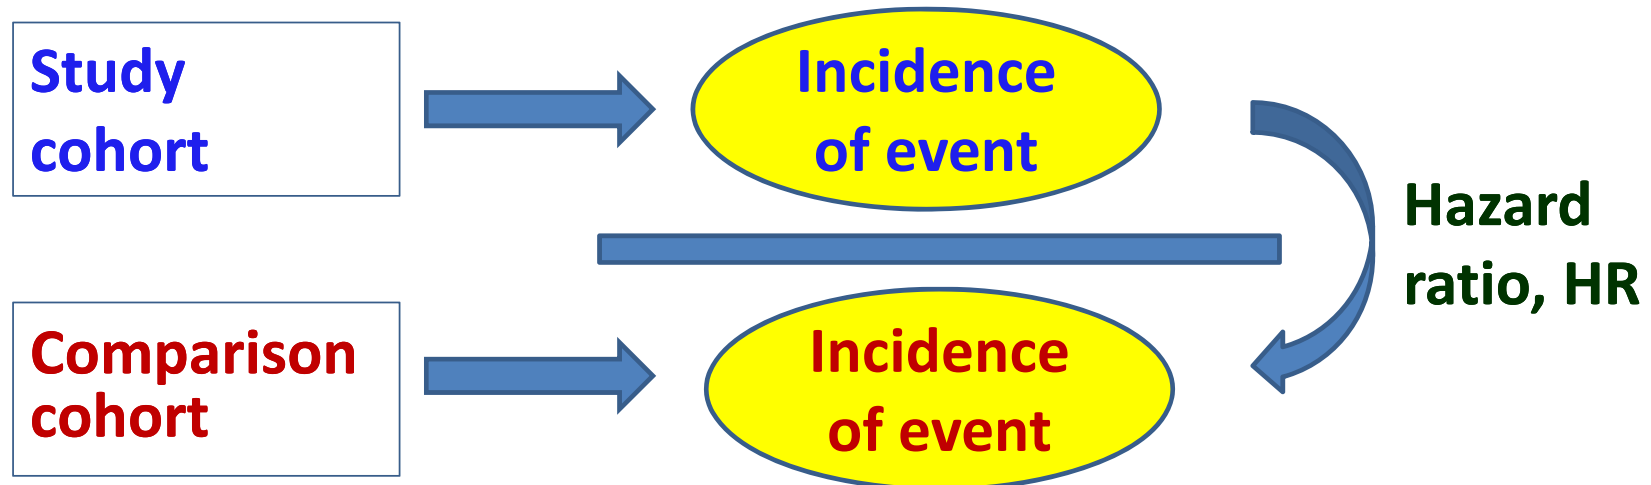 Study
cohort
Incidence
of event
Hazard
ratio, HR
Comparison
cohort
Incidence
of event